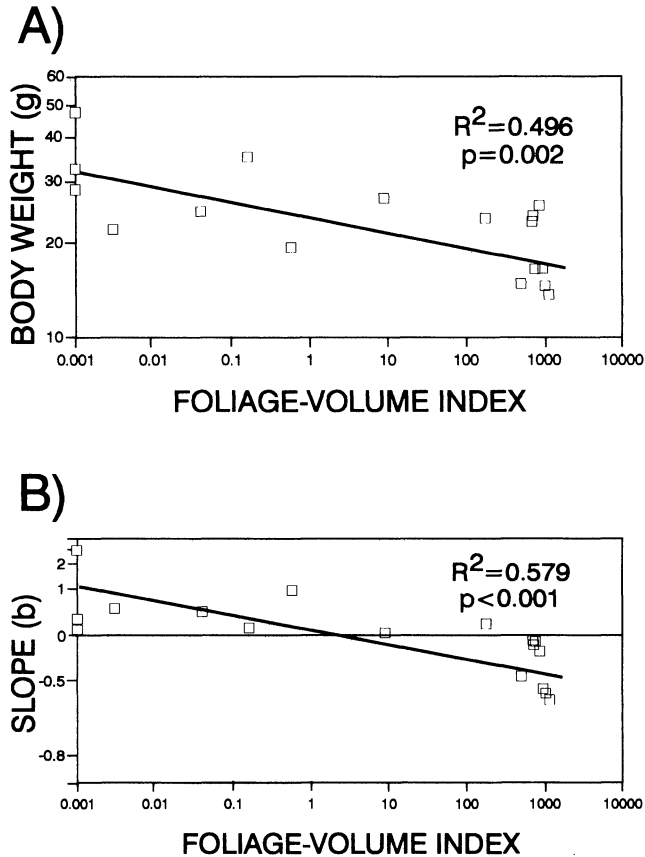 A)
BODY WEIGHT (g)
60
50
40
30
20
10
R²=0.496
p=0.002
0.001 0.01 0.1 1 10 100 1000 10000
FOLIAGE-VOLUME INDEX
B)
SLOPE (b)
2
1
0
-0.5
-0.8
R²=0.579
p<0.001
0.001 0.01 0.1 1 10 100 1000 10000
FOLIAGE-VOLUME INDEX